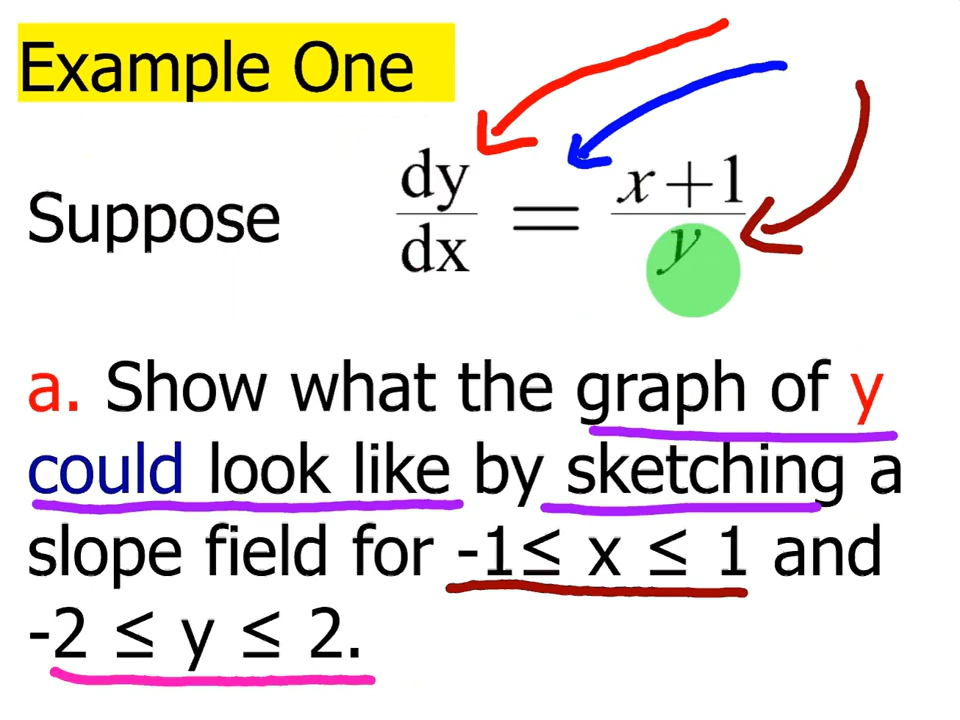 Example One
Suppose dy/dx = x+1/y
a. Show what the graph of y
could look like by sketching a
slope field for -1≤ x ≤ 1 and
-2 ≤ y ≤ 2.